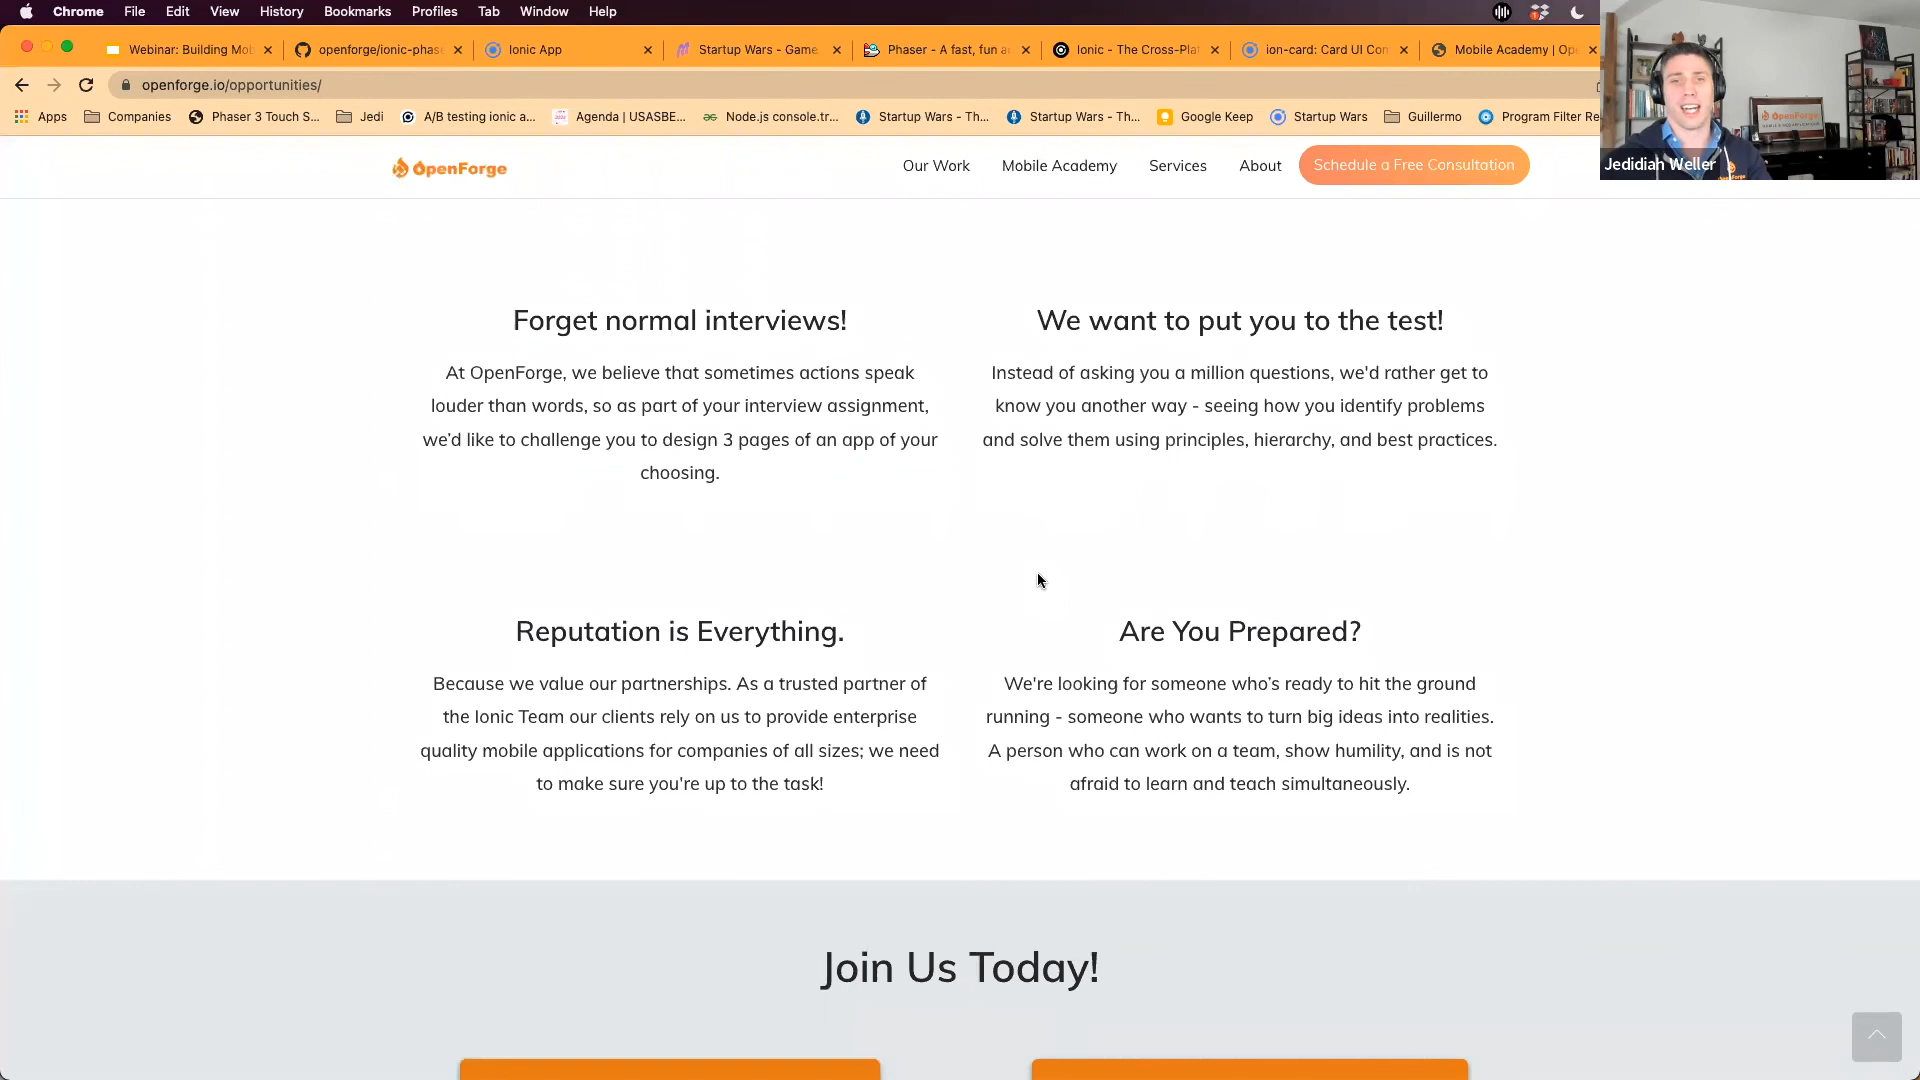 Chrome File Edit View History Bookmarks Profiles Tab Window Help
Webinar: Building Mob
openforge/ionic-phas
Ionic App
Startup Wars - Game
Phaser - A fast, fun a
Ionic - The Cross-Plat
ion-card: Card UI Con
Mobile Academy | Op
openforge.io/opportunities/
Apps
Companies
Phaser 3 Touch S...
Jedi
A/B testing ionic a...
Agenda | USASBE...
Node.js console.tr...
Startup Wars - Th...
Startup Wars - Th...
Google Keep
Startup Wars
Guillermo
Program Filter Re
OpenForge
Jedidiah Weller
OpenForge
Our Work
Mobile Academy
Services
About
Schedule a Free Consultation
Forget normal interviews!
At OpenForge, we believe that sometimes actions speak
louder than words, so as part of your interview assignment,
we’d like to challenge you to design 3 pages of an app of your
choosing.
We want to put you to the test!
Instead of asking you a million questions, we'd rather get to
know you another way - seeing how you identify problems
and solve them using principles, hierarchy, and best practices.
Reputation is Everything.
Because we value our partnerships. As a trusted partner of
the Ionic Team our clients rely on us to provide enterprise
quality mobile applications for companies of all sizes; we need
to make sure you're up to the task!
Are You Prepared?
We're looking for someone who’s ready to hit the ground
running - someone who wants to turn big ideas into realities.
A person who can work on a team, show humility, and is not
afraid to learn and teach simultaneously.
Join Us Today!